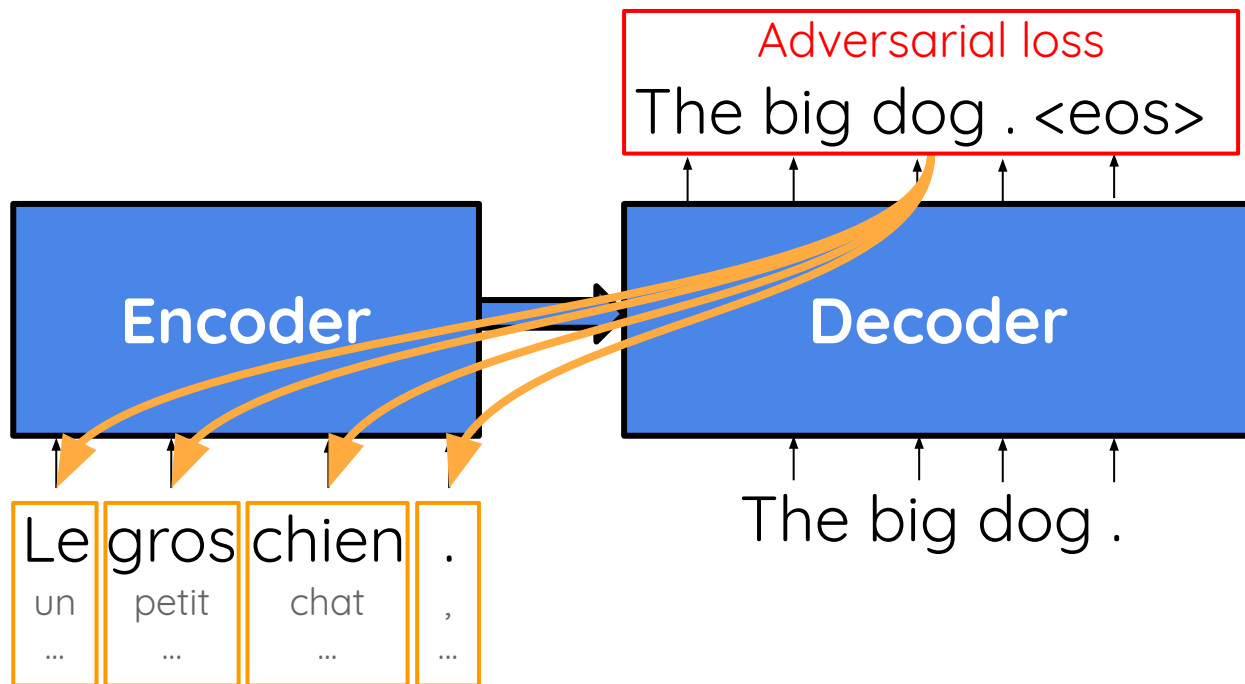 Adversarial loss
The big dog . <eos>
Encoder
Decoder
Le gros chien .
un petit chat ,
... ... ... ...
The big dog .